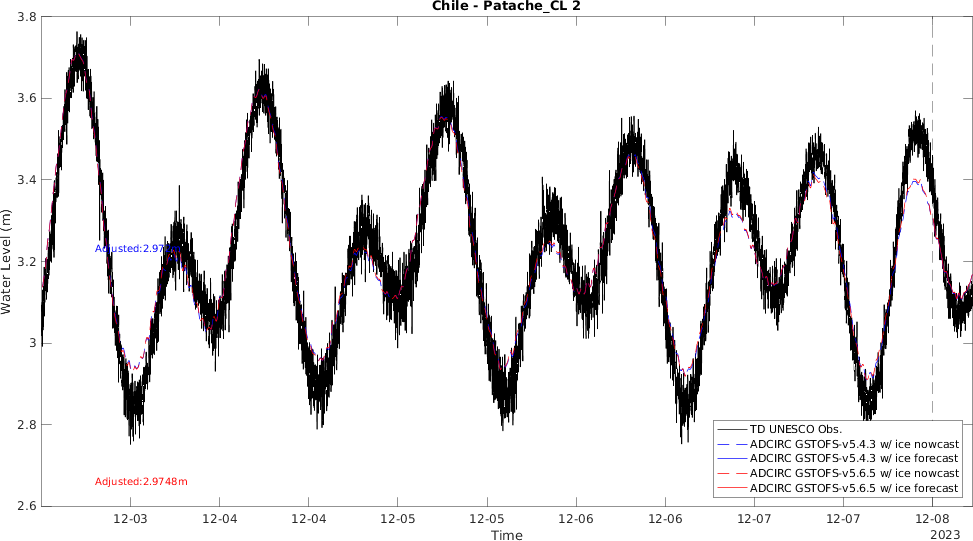 Chile - Patache_CL 2
3.8
3.6
3.4
3.2
3
2.8
2.6
Water Level (m)
Adjusted:2.97
Adjusted:2.9748m
TD UNESCO Obs.
ADCIRC GSTOFS-v5.4.3 w/ ice nowcast
ADCIRC GSTOFS-v5.4.3 w/ ice forecast
ADCIRC GSTOFS-v5.6.5 w/ ice nowcast
ADCIRC GSTOFS-v5.6.5 w/ ice forecast
12-03 12-04 12-04 12-05 12-05 12-06 12-06 12-07 12-07 12-08
Time 2023